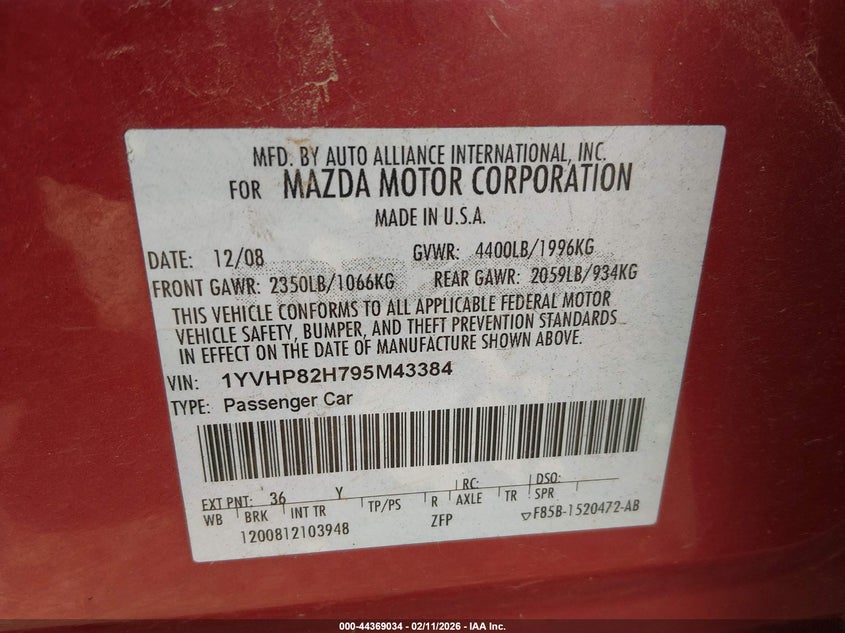 MFD. BY AUTO ALLIANCE INTERNATIONAL, INC.
FOR MAZDA MOTOR CORPORATION
MADE IN U.S.A.
DATE: 12/08 GVWR: 4400LB/1996KG
FRONT GAWR: 2350LB/1066KG REAR GAWR: 2059LB/934KG
THIS VEHICLE CONFORMS TO ALL APPLICABLE FEDERAL MOTOR
VEHICLE SAFETY, BUMPER, AND THEFT PREVENTION STANDARDS
IN EFFECT ON THE DATE OF MANUFACTURE SHOWN ABOVE.
VIN: 1YVHP82H795M43384
TYPE: Passenger Car
EXT PNT: 36 Y RC: DSO:
WB BRK INT TR TP/PS R AXLE TR SPR
1200812103948 ZFP ▽F85B-1520472-AB
000-44369034 - 02/11/2026 - IAA Inc.